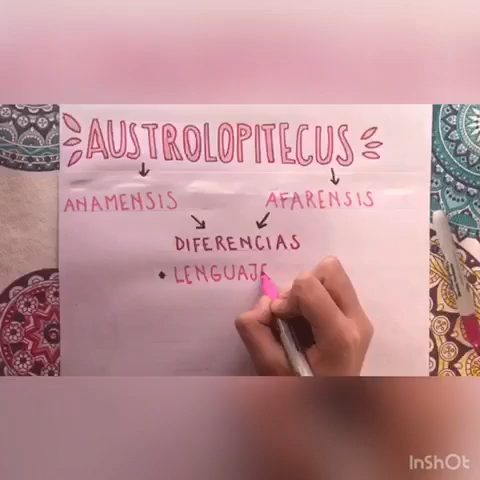 AUSTROLOPITECUS
ANAMENSIS AFARENSIS
DIFERENCIAS
• LENGUAJE
InShOt